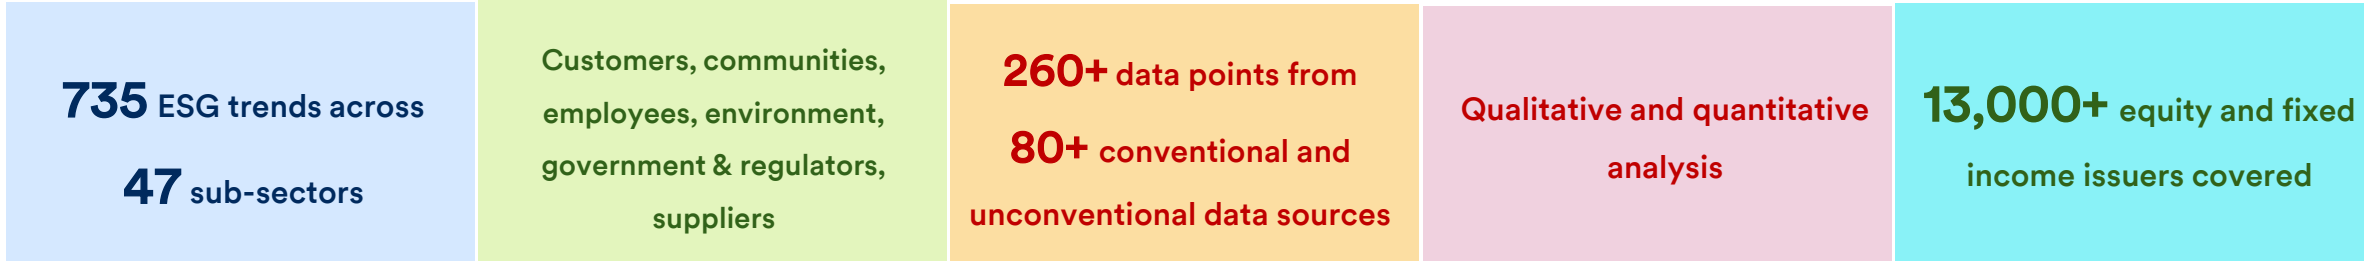 735 ESG trends across
47 sub-sectors
Customers, communities,
employees, environment,
government & regulators,
suppliers
260+ data points from
80+ conventional and
unconventional data sources
Qualitative and quantitative
analysis
13,000+ equity and fixed
income issuers covered